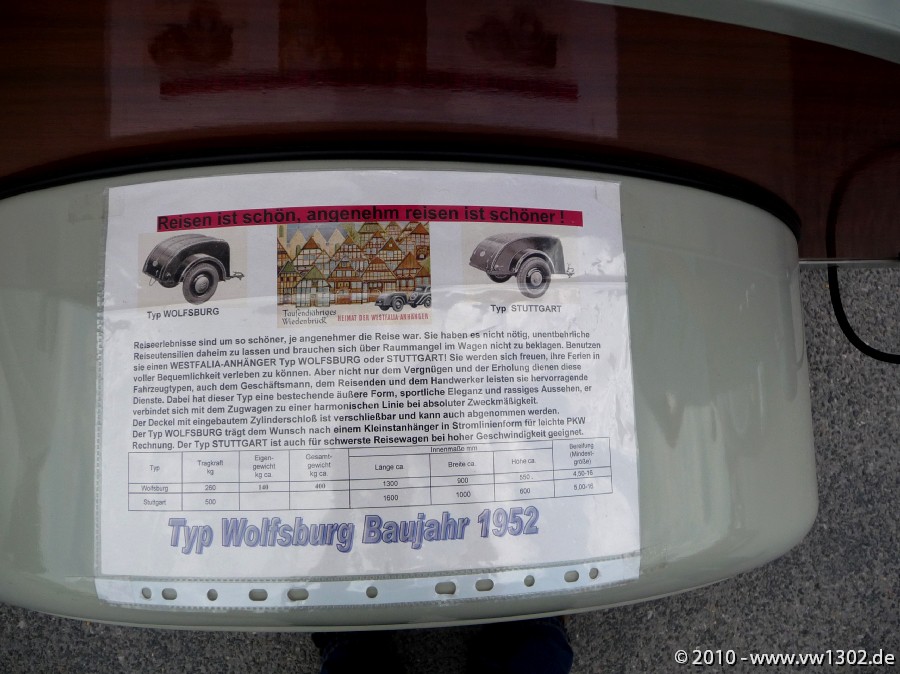 Reisen ist schön, angenehm reisen ist schöner !
Typ WOLFSBURG
Tausendjähriges
Wiedenbrück
HEIMAT DER WESTFALIA-ANHÄNGER
Typ STUTTGART
Reiseerlebnisse sind um so schöner, je angenehmer die Reise war. Sie haben es nicht nötig, unentbehrliche
Reiseutensilien daheim zu lassen und brauchen sich über Raummangel im Wagen nicht zu beklagen. Benutzen
sie einen WESTFALIA-ANHÄNGER Typ WOLFSBURG oder STUTTGART! Sie werden sich freuen, ihre Ferien in
voller Bequemlichkeit verleben zu können. Aber nicht nur dem Vergnügen und der Erholung dienen diese
Fahrzeugtypen, auch dem Geschäftsmann, dem Reisenden und dem Handwerker leisten sie hervorragende
Dienste. Dabei hat dieser Typ eine bestechende äußere Form, sportliche Eleganz und rassiges Aussehen, er
verbindet sich mit dem Zugwagen zu einer harmonischen Linie bei absoluter Zweckmäßigkeit.
Der Deckel mit eingebautem Zylinderschloß ist verschließbar und kann auch abgenommen werden.
Der Typ WOLFSBURG trägt dem Wunsch nach einem Kleinstanhänger in Stromlinienform für leichte PKW
Rechnung. Der Typ STUTTGART ist auch für schwerste Reisewagen bei hoher Geschwindigkeit geeignet.
Typ Tragkraft kg Eigen-gewicht kg ca. Gesamt-gewicht kg ca. Innenmaße mm Länge ca. Breite ca. Höhe ca. Bereifung (Mindest-größe)
Wolfsburg 260 140 400 1300 900 550 4,50-16
Stuttgart 500 1600 1000 600 5,00-16
Typ Wolfsburg Baujahr 1952
© 2010 - www.vw1302.de